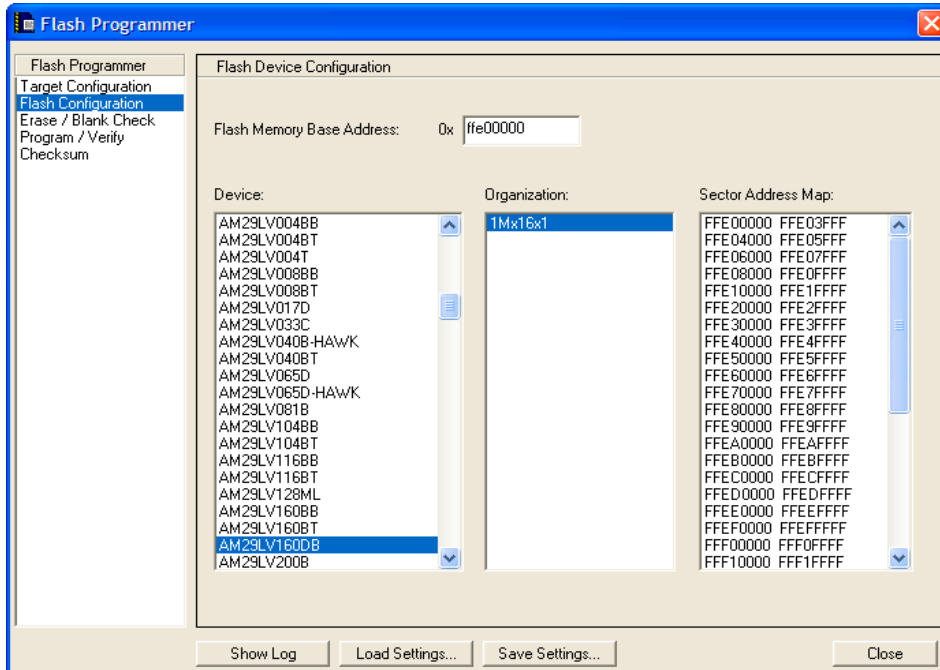 Flash Programmer
Flash Programmer
Target Configuration
Flash Configuration
Erase / Blank Check
Program / Verify
Checksum
Flash Device Configuration
Flash Memory Base Address: 0x ffe00000
Device:
AM29LV004BB
AM29LV004BT
AM29LV004T
AM29LV008BB
AM29LV008BT
AM29LV017D
AM29LV033C
AM29LV040B-HAWK
AM29LV040BT
AM29LV065D
AM29LV065D-HAWK
AM29LV081B
AM29LV104BB
AM29LV104BT
AM29LV116BB
AM29LV116BT
AM29LV128ML
AM29LV160BB
AM29LV160BT
AM29LV160DB
AM29LV200B
Organization:
1Mx16x1
Sector Address Map:
FFE00000 FFE03FFF
FFE04000 FFE05FFF
FFE06000 FFE07FFF
FFE08000 FFE0FFFF
FFE10000 FFE1FFFF
FFE20000 FFE2FFFF
FFE30000 FFE3FFFF
FFE40000 FFE4FFFF
FFE50000 FFE5FFFF
FFE60000 FFE6FFFF
FFE70000 FFE7FFFF
FFE80000 FFE8FFFF
FFE90000 FFE9FFFF
FFEA0000 FFEAFFFF
FFEB0000 FFEBFFFF
FFEC0000 FFECFFFF
FFED0000 FFEDFFFF
FFEE0000 FFEEFFFF
FFEF0000 FFEFFFFF
FFF00000 FFF0FFFF
FFF10000 FFF1FFFF
Show Log
Load Settings...
Save Settings...
Close